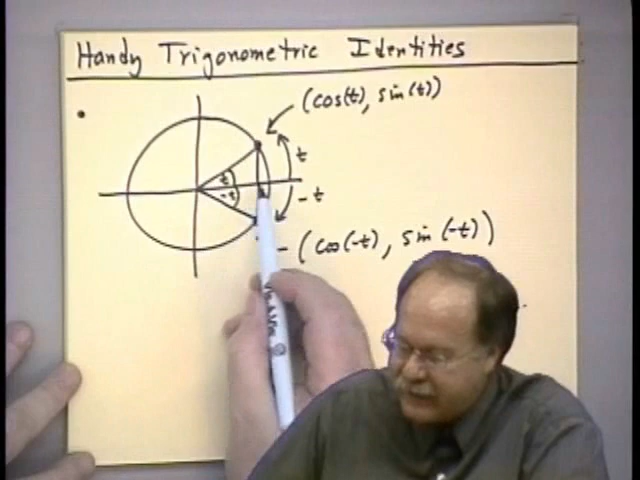 Handy Trigonometric Identities
(cos(t), sin(t))
t
t
-t
-t
(cos(-t), sin(-t))